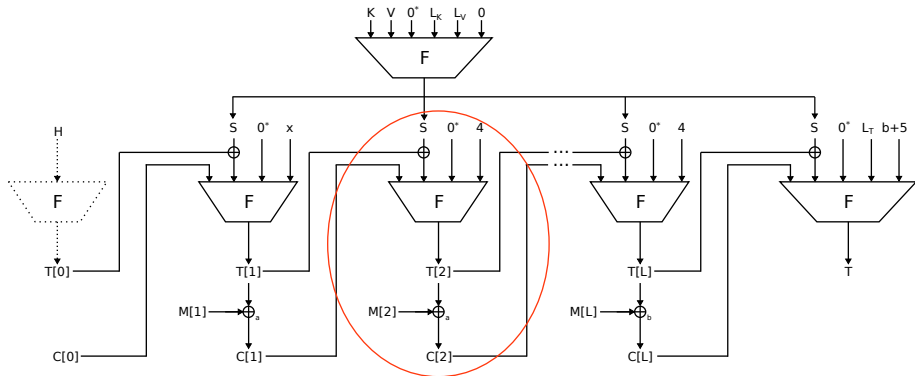 K V 0* L_K L_V 0
F
H S 0* x S 0* 4 S 0* 4 S 0* L_T b+5
... ...
F F F F F
T[0] T[1] T[2] T[L] T
M[1] a M[2] a M[L] b
C[0] C[1] C[2] C[L]